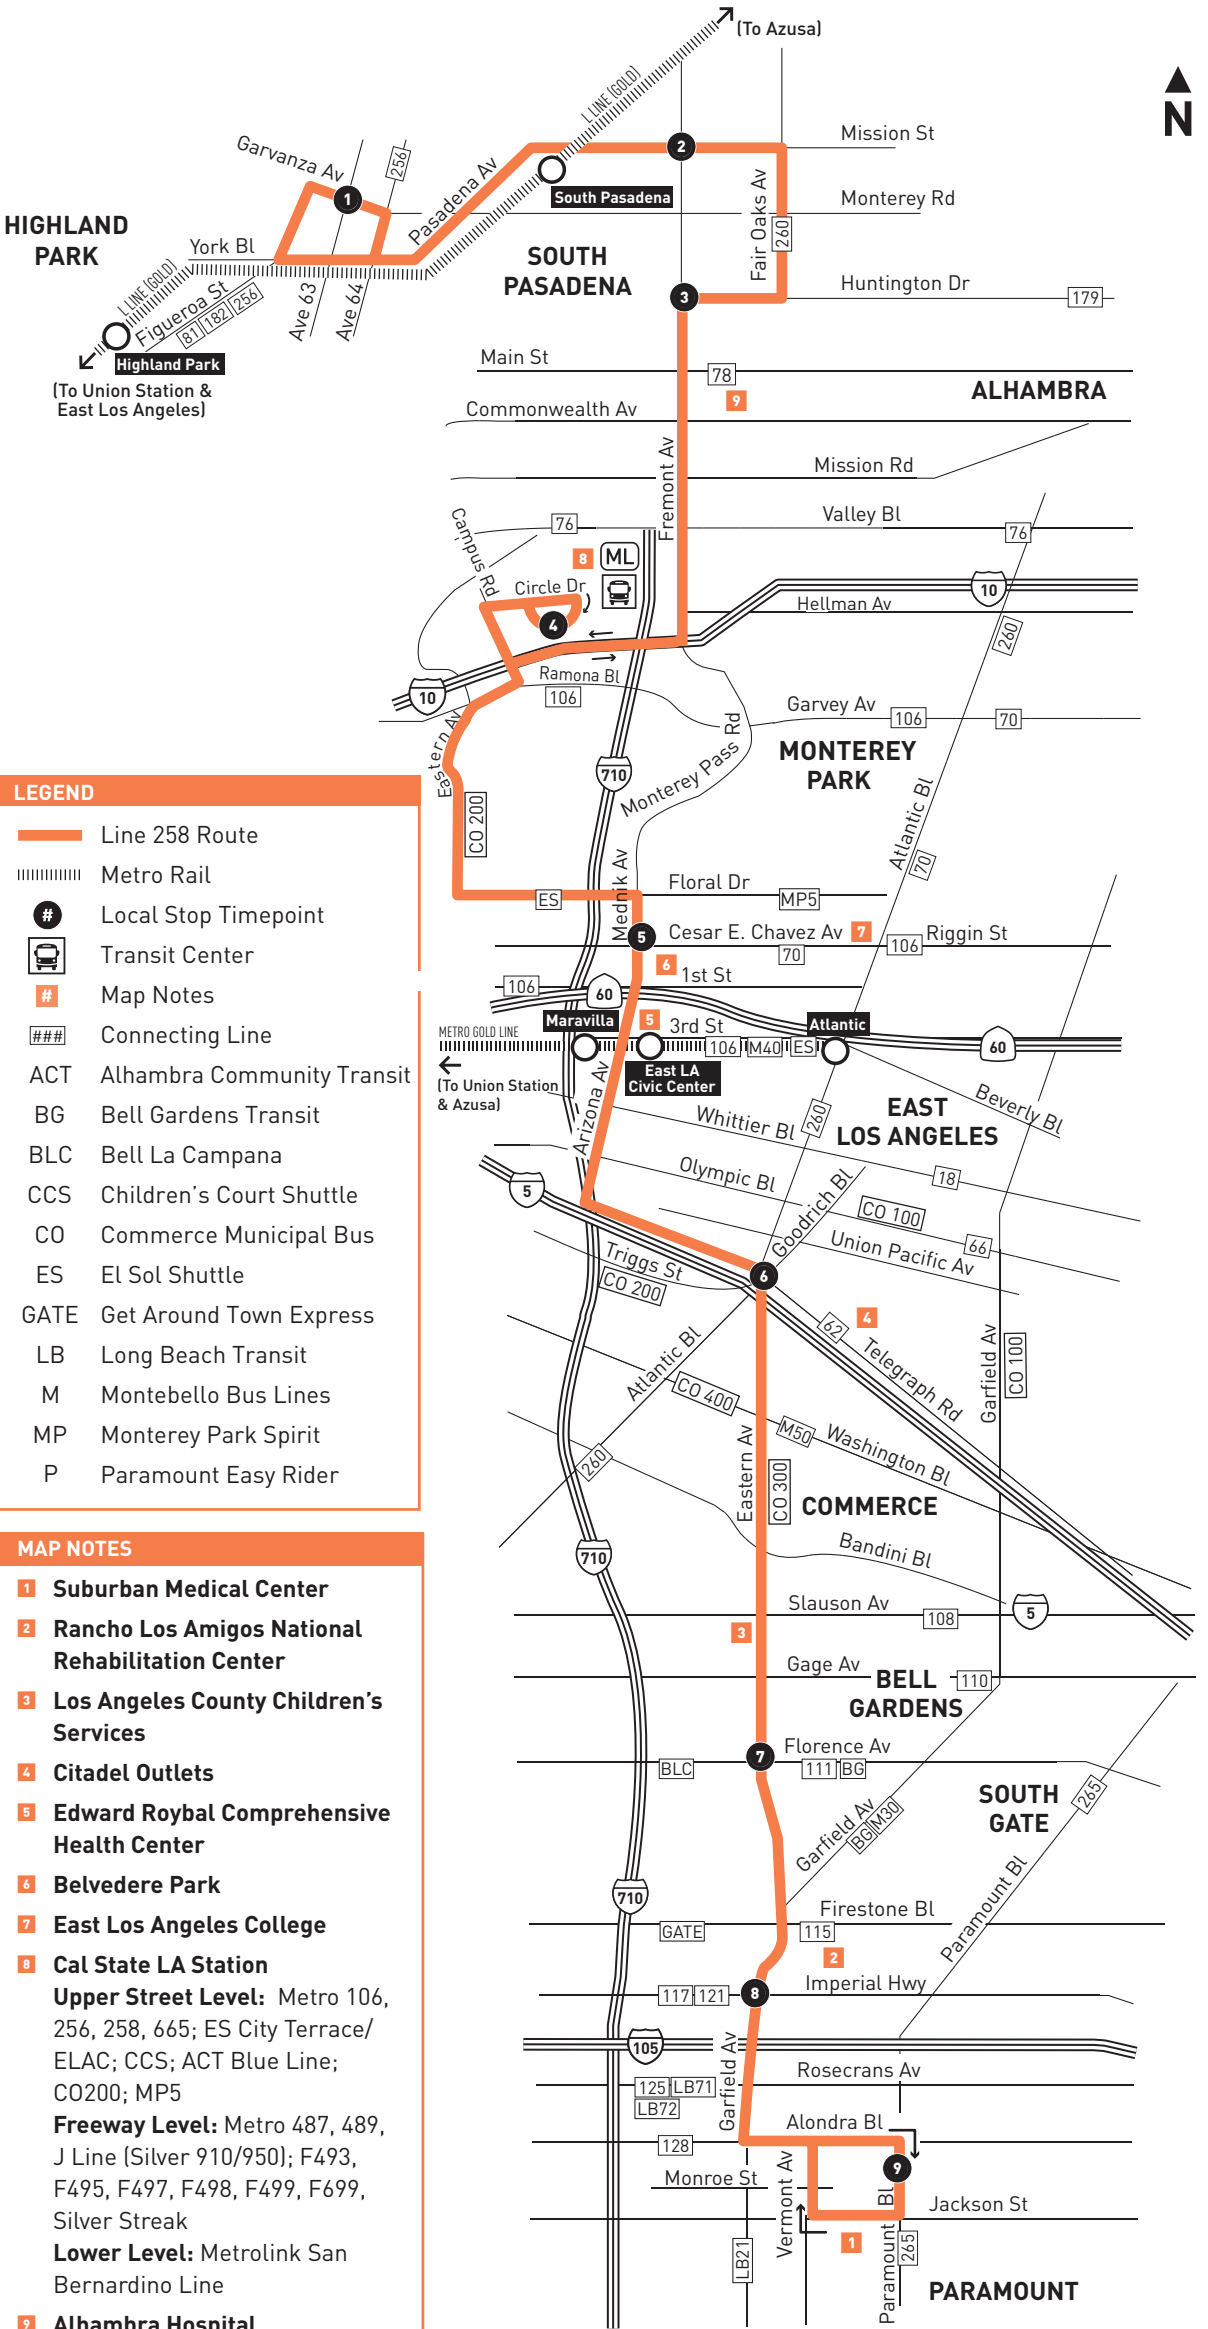 (To Azusa)
L LINE (GOLD)
N
Mission St
Garvanza Av
256
2
1
Pasadena Av
South Pasadena
Monterey Rd
Fair Oaks Av
260
HIGHLAND
PARK
York Bl
SOUTH
PASADENA
L LINE (GOLD)
Figueroa St
81 182 256
Ave 63
Ave 64
3
Huntington Dr
179
Highland Park
(To Union Station &
East Los Angeles)
Main St
78
9
ALHAMBRA
Commonwealth Av
Mission Rd
Fremont Av
Valley Bl
76
76
Campus Rd
8
ML
Circle Dr
4
10
Hellman Av
260
Ramona Bl
106
10
Garvey Av
106
70
Eastern Av
Monterey Pass Rd
MONTEREY
PARK
710
CO 200
Atlantic Bl
70
Mednik Av
Floral Dr
ES
MP5
5
Cesar E. Chavez Av
7
70
106
Riggin St
6
1st St
106
60
Maravilla
5
3rd St
Atlantic
METRO GOLD LINE
106 M40 ES
60
(To Union Station
& Azusa)
East LA
Civic Center
Arizona Av
Beverly Bl
EAST
LOS ANGELES
Whittier Bl
260
18
Olympic Bl
5
Goodrich Bl
CO 100
66
Union Pacific Av
Triggs St
CO 200
6
4
62
Telegraph Rd
Atlantic Bl
Garfield Av
CO 100
CO 400
M50
Washington Bl
260
Eastern Av
CO 300
COMMERCE
710
Bandini Bl
Slauson Av
108
5
3
Gage Av
BELL
GARDENS
110
7
Florence Av
BLC
111 BG
SOUTH
GATE
265
Garfield Av
BG M30
Paramount Bl
710
Firestone Bl
GATE
115
2
8
Imperial Hwy
117 121
105
Garfield Av
Rosecrans Av
125 LB71
LB72
Alondra Bl
128
9
Monroe St
Vermont Av
Paramount Bl
Jackson St
1
265
LB21
PARAMOUNT
LEGEND
Line 258 Route
Metro Rail
# Local Stop Timepoint
Transit Center
# Map Notes
### Connecting Line
ACT Alhambra Community Transit
BG Bell Gardens Transit
BLC Bell La Campana
CCS Children's Court Shuttle
CO Commerce Municipal Bus
ES El Sol Shuttle
GATE Get Around Town Express
LB Long Beach Transit
M Montebello Bus Lines
MP Monterey Park Spirit
P Paramount Easy Rider
MAP NOTES
1 Suburban Medical Center
2 Rancho Los Amigos National
Rehabilitation Center
3 Los Angeles County Children's
Services
4 Citadel Outlets
5 Edward Roybal Comprehensive
Health Center
6 Belvedere Park
7 East Los Angeles College
8 Cal State LA Station
Upper Street Level: Metro 106,
256, 258, 665; ES City Terrace/
ELAC; CCS; ACT Blue Line;
CO200; MP5
Freeway Level: Metro 487, 489,
J Line (Silver 910/950); F493,
F495, F497, F498, F499, F699,
Silver Streak
Lower Level: Metrolink San
Bernardino Line
9 Alhambra Hospital